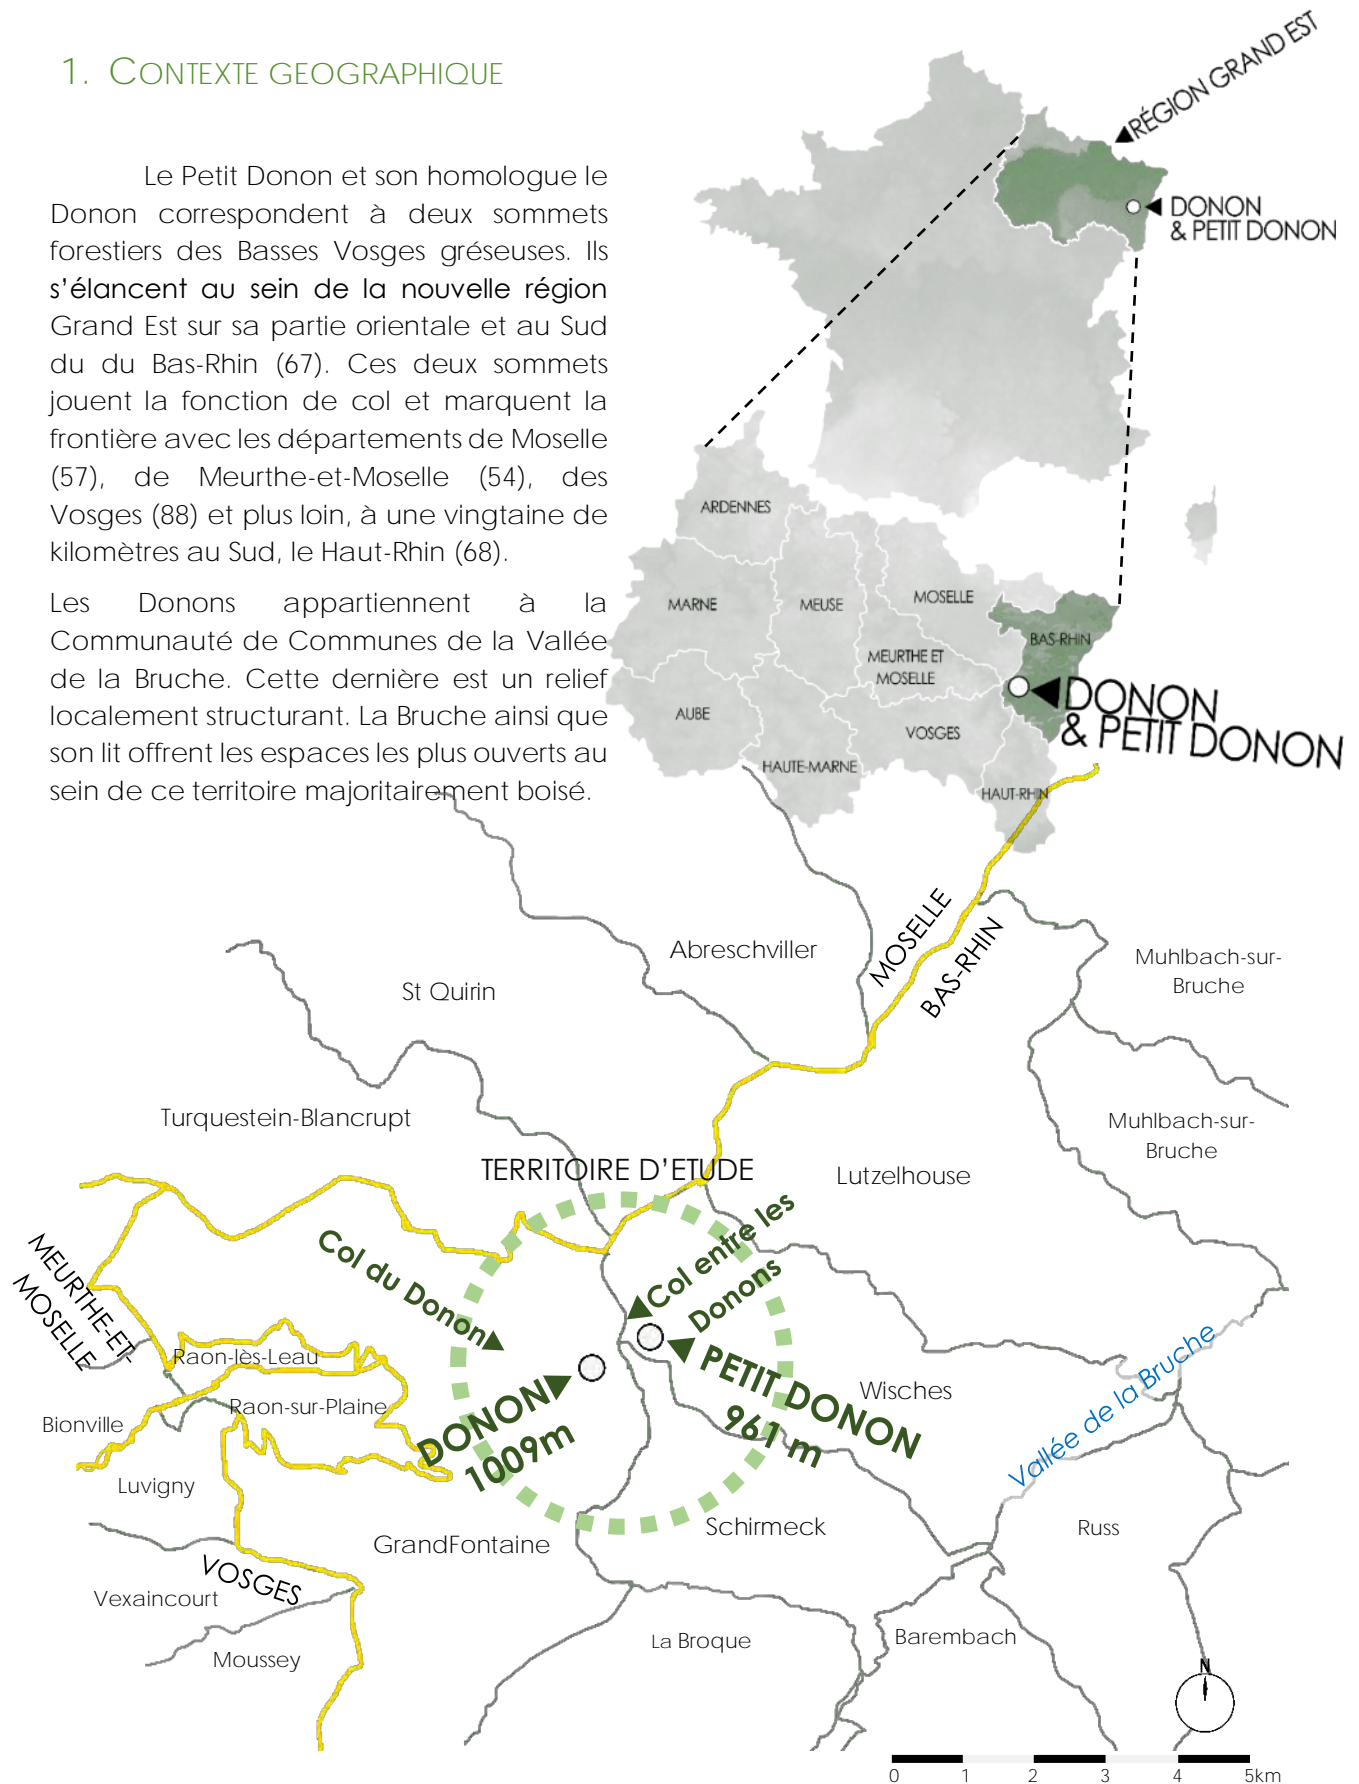 1. CONTEXTE GEOGRAPHIQUE
Le Petit Donon et son homologue le
Donon correspondent à deux sommets
forestiers des Basses Vosges gréseuses. Ils
s’élancent au sein de la nouvelle région
Grand Est sur sa partie orientale et au Sud
du du Bas-Rhin (67). Ces deux sommets
jouent la fonction de col et marquent la
frontière avec les départements de Moselle
(57), de Meurthe-et-Moselle (54), des
Vosges (88) et plus loin, à une vingtaine de
kilomètres au Sud, le Haut-Rhin (68).
Les Donons appartiennent à la
Communauté de Communes de la Vallée
de la Bruche. Cette dernière est un relief
localement structurant. La Bruche ainsi que
son lit offrent les espaces les plus ouverts au
sein de ce territoire majoritairement boisé.
RÉGION GRAND EST
DONON
& PETIT DONON
ARDENNES
MARNE
MEUSE
MOSELLE
BAS-RHIN
MEURTHE ET
MOSELLE
AUBE
VOSGES
HAUTE-MARNE
HAUT-RHIN
DONON
& PETIT DONON
MOSELLE
BAS-RHIN
Abreschviller
St Quirin
Muhlbach-sur-
Bruche
Turquestein-Blancrupt
Muhlbach-sur-
Bruche
TERRITOIRE D’ETUDE
Lutzelhouse
Col du Donon
Col entre les
Donons
MEURTHE-ET-
MOSELLE
Raon-lès-Leau
Raon-sur-Plaine
Bionville
Luvigny
DONON
1009m
PETIT DONON
961 m
Wisches
Vallée de la Bruche
GrandFontaine
Schirmeck
Russ
VOSGES
Vexaincourt
Moussey
La Broque
Barembach
N
0 1 2 3 4 5km